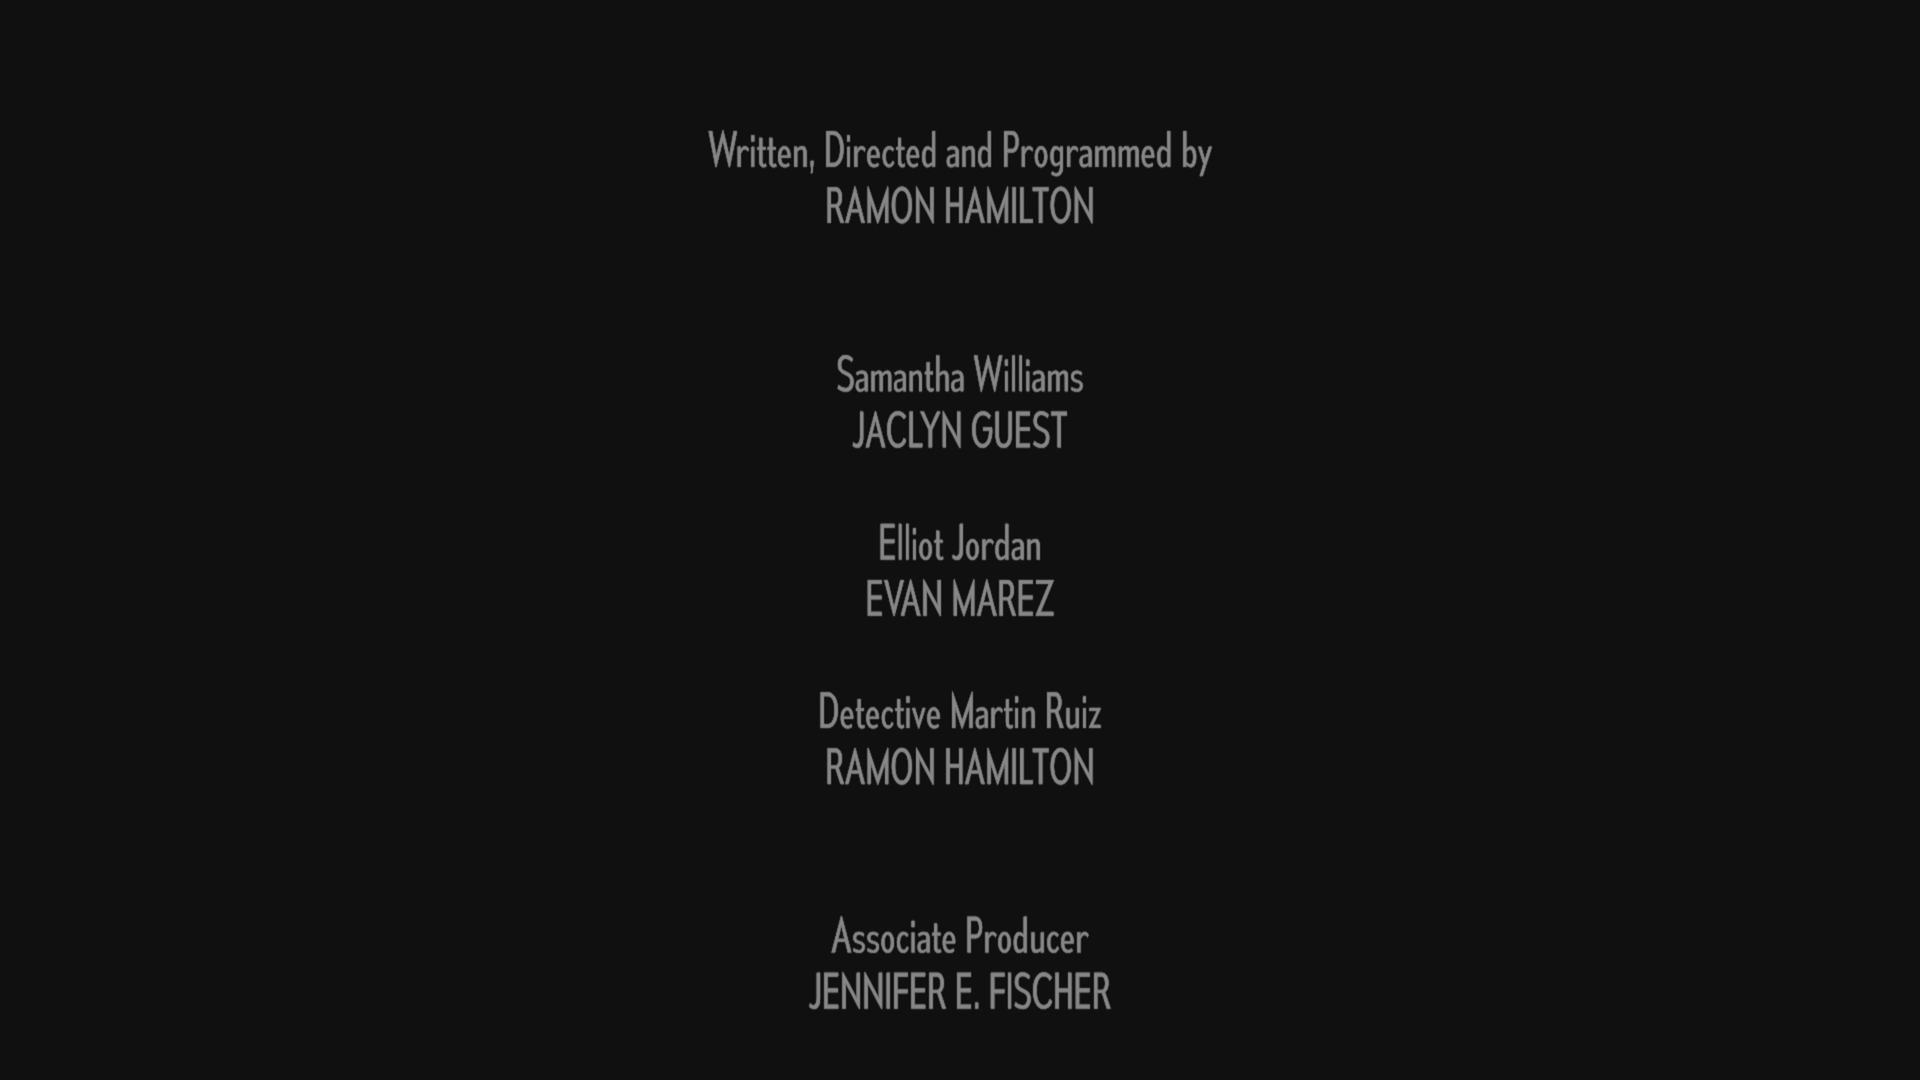 Written, Directed and Programmed by
RAMON HAMILTON
Samantha Williams
JACLYN GUEST
Elliot Jordan
EVAN MAREZ
Detective Martin Ruiz
RAMON HAMILTON
Associate Producer
JENNIFER E. FISCHER